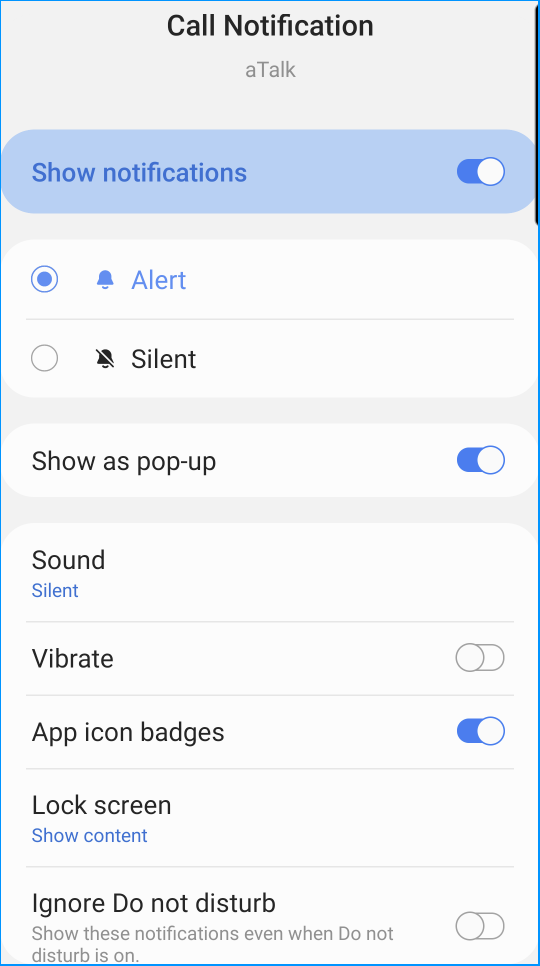 Call Notification
aTalk
Show notifications
Alert
Silent
Show as pop-up
Sound
Silent
Vibrate
App icon badges
Lock screen
Show content
Ignore Do not disturb
Show these notifications even when Do not
disturb is on.